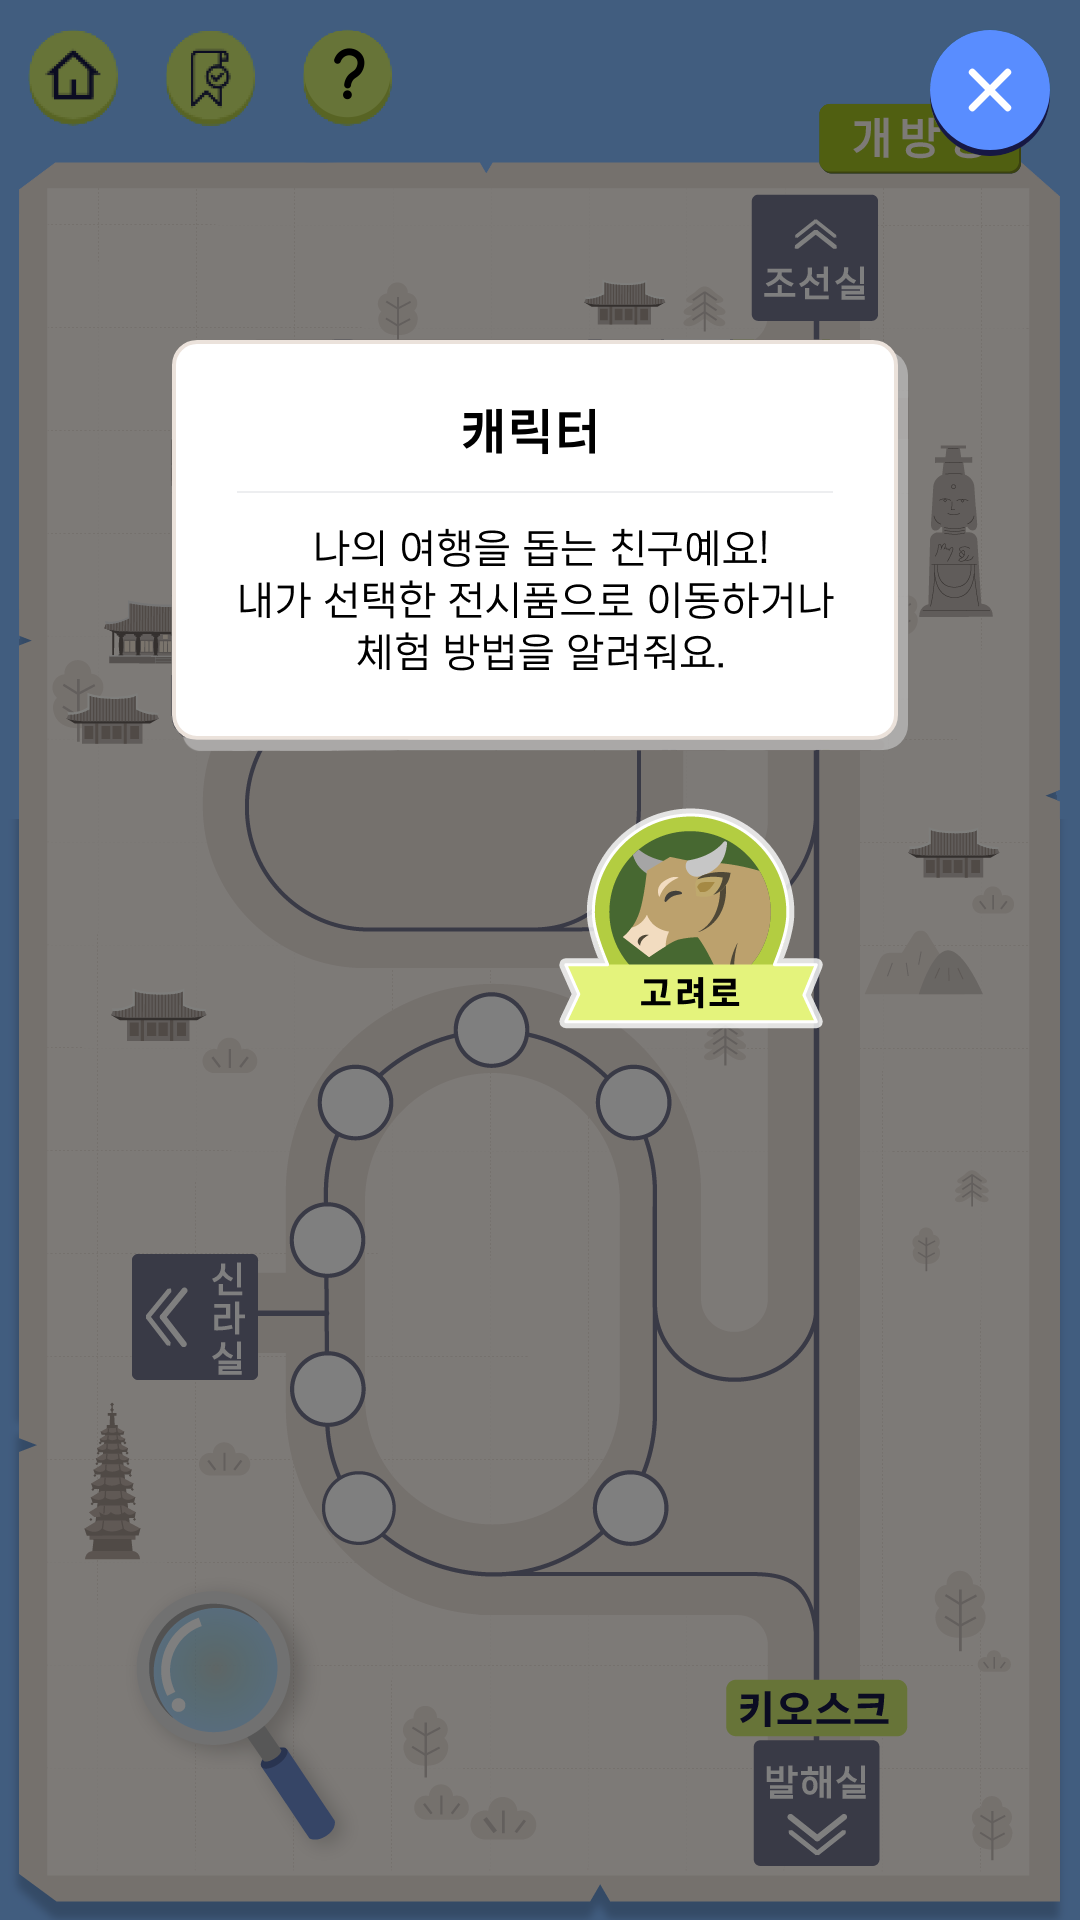 ?
개방
조선실
캐릭터
나의 여행을 돕는 친구예요!
내가 선택한 전시품으로 이동하거나
체험 방법을 알려줘요.
고려로
신라실
키오스크
발해실